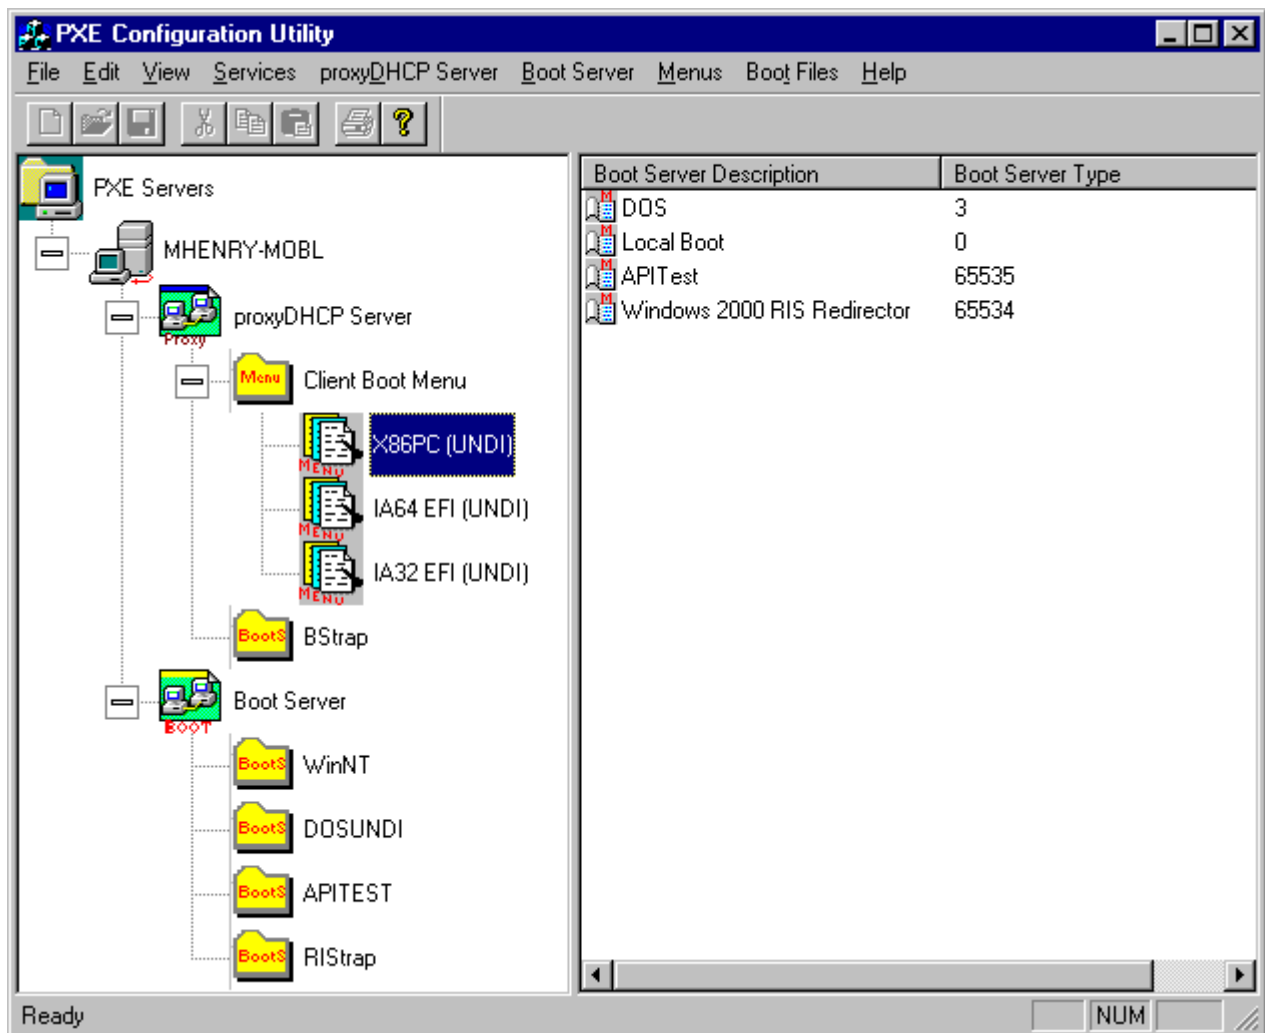 PXE Configuration Utility
File Edit View Services proxyDHCP Server Boot Server Menus Boot Files Help
PXE Servers
MHENRY-MOBL
Proxy
proxyDHCP Server
Menu
Client Boot Menu
MENU
X86PC (UNDI)
MENU
IA64 EFI (UNDI)
MENU
IA32 EFI (UNDI)
BootS
BStrap
BOOT
Boot Server
BootS
WinNT
BootS
DOSUNDI
BootS
APITEST
BootS
RIStrap
Boot Server Description Boot Server Type
M DOS 3
M Local Boot 0
M APITest 65535
M Windows 2000 RIS Redirector 65534
Ready NUM